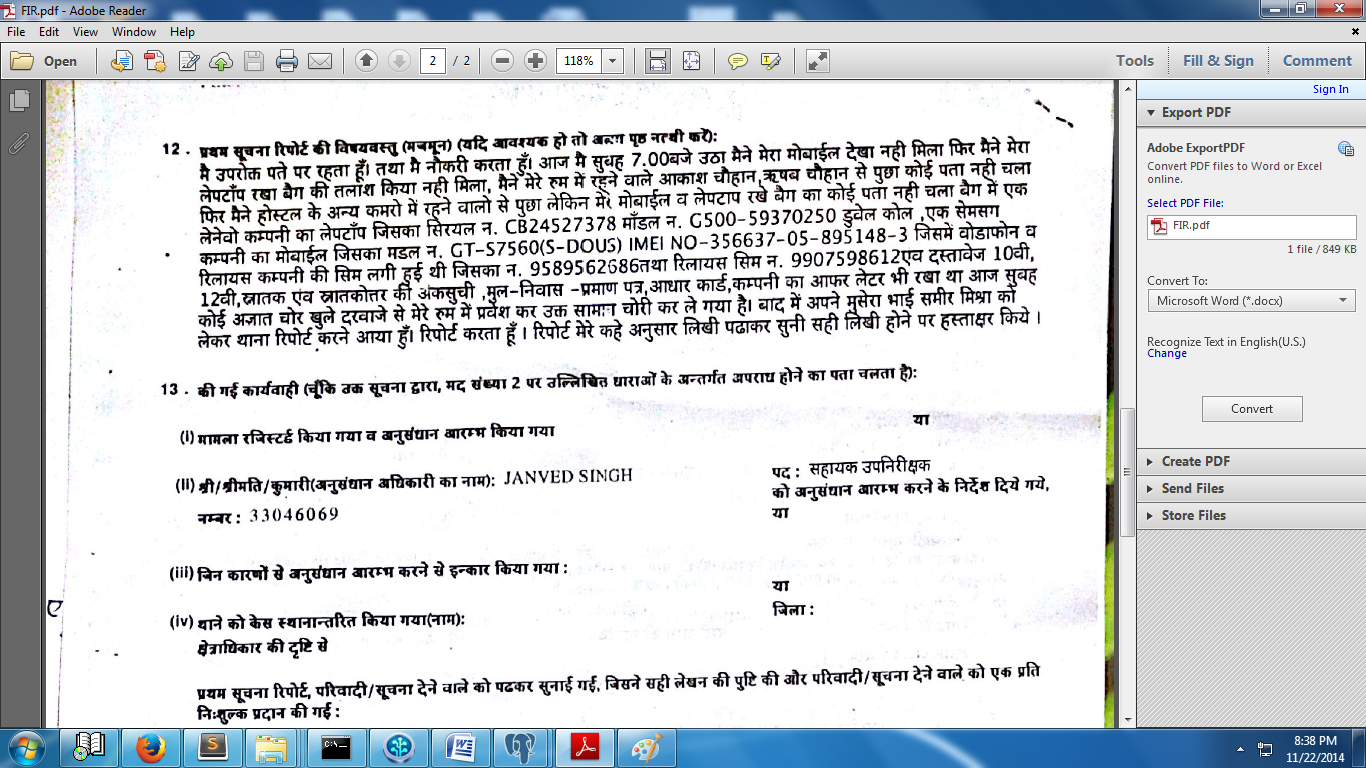 FIR.pdf - Adobe Reader
File Edit View Window Help
Open 2 / 2 118% Tools Fill & Sign Comment
Sign In
Export PDF
Adobe ExportPDF
Convert PDF files to Word or Excel
online.
Select PDF File:
FIR.pdf
1 file / 849 KB
Convert To:
Microsoft Word (*.docx)
Recognize Text in English(U.S.)
Change
Convert
Create PDF
Send Files
Store Files
12 . प्रथम सूचना रिपोर्ट की विषयवस्तु (मजमून) (यदि आवश्यक हो तो अलग पृष्ठ नत्थी करें):
मै उपरोक्त पते पर रहता हूँ। तथा मै नौकरी करता हूँ। आज मै सुबह 7.00बजे उठा मैने मेरा मोबाईल देखा नही मिला फिर मैने मेरा
लेपटॉप रखा बैग की तलाश किया नही मिला, मैने मेरे रुम में रहने वाले आकाश चौहान,ऋषब चौहान से पुछा कोई पता नही चला
फिर मैने होस्टल के अन्य कमरो में रहने वालो से पुछा लेकिन मेरे मोबाईल व लेपटाप रखे बैग का कोई पता नही चला बैग में एक
लेनेवो कम्पनी का लेपटॉप जिसका सिरयल न. CB24527378 मॉडल न. G500-59370250 डुवेल कोल ,एक सेमसग
कम्पनी का मोबाईल जिसका मडल न. GT-S7560(S-DOUS) IMEI NO-356637-05-895148-3 जिसमें वोडाफोन व
रिलायस कम्पनी की सिम लगी हुई थी जिसका न. 9589562686तथा रिलायस सिम न. 9907598612एव दस्तावेज 10वी,
12वी,स्नातक एंव स्नातकोत्तर की अंकसुची ,मुल-निवास -प्रमाण पत्र,आधार कार्ड,कम्पनी का आफर लेटर भी रखा था आज सुवह
कोई अज्ञात चोर खुले दरवाजे से मेरे रुम में प्रवेश कर उक्त सामान चोरी कर ले गया है। बाद में अपने मुसेरा भाई समीर मिश्रा को
लेकर थाना रिपोर्ट करने आया हुँ। रिपोर्ट करता हूँ । रिपोर्ट मेरे कहे अनुसार लिखी पढाकर सुनी सही लिखी होने पर हस्ताक्षर किये ।
13 . की गई कार्यवाही (चूँकि उक्त सूचना द्वारा, मद संख्या 2 पर उल्लिखित धाराओं के अन्तर्गत अपराध होने का पता चलता है):
(i) मामला रजिस्टर्ड किया गया व अनुसंधान आरम्भ किया गया या
(ii) श्री/श्रीमति/कुमारी(अनुसंधान अधिकारी का नाम): JANVED SINGH पद : सहायक उपनिरीक्षक
को अनुसंधान आरम्भ करने के निर्देश दिये गये,
नम्बर : 33046069 या
(iii) जिन कारणों से अनुसंधान आरम्भ करने से इन्कार किया गया :
या
(iv) थाने को केस स्थानान्तरित किया गया(नाम): जिला :
क्षेत्राधिकार की दृष्टि से
प्रथम सूचना रिपोर्ट, परिवादी/सूचना देने वाले को पढकर सुनाई गई, जिसने सही लेखन की पुष्टि की और परिवादी/सूचना देने वाले को एक प्रति
निःशुल्क प्रदान की गई :
8:38 PM
11/22/2014